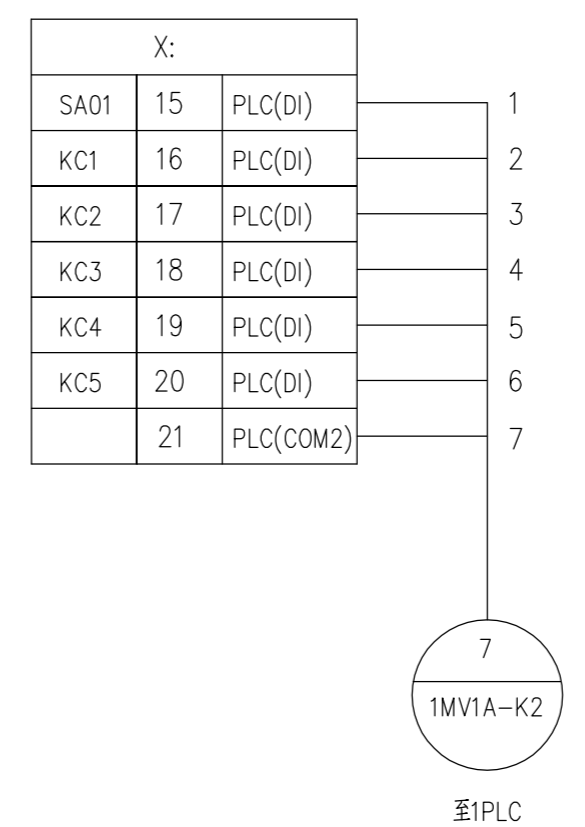 X:
SA01 15 PLC(DI) 1
KC1 16 PLC(DI) 2
KC2 17 PLC(DI) 3
KC3 18 PLC(DI) 4
KC4 19 PLC(DI) 5
KC5 20 PLC(DI) 6
21 PLC(COM2) 7
7
1MV1A-K2
至1PLC